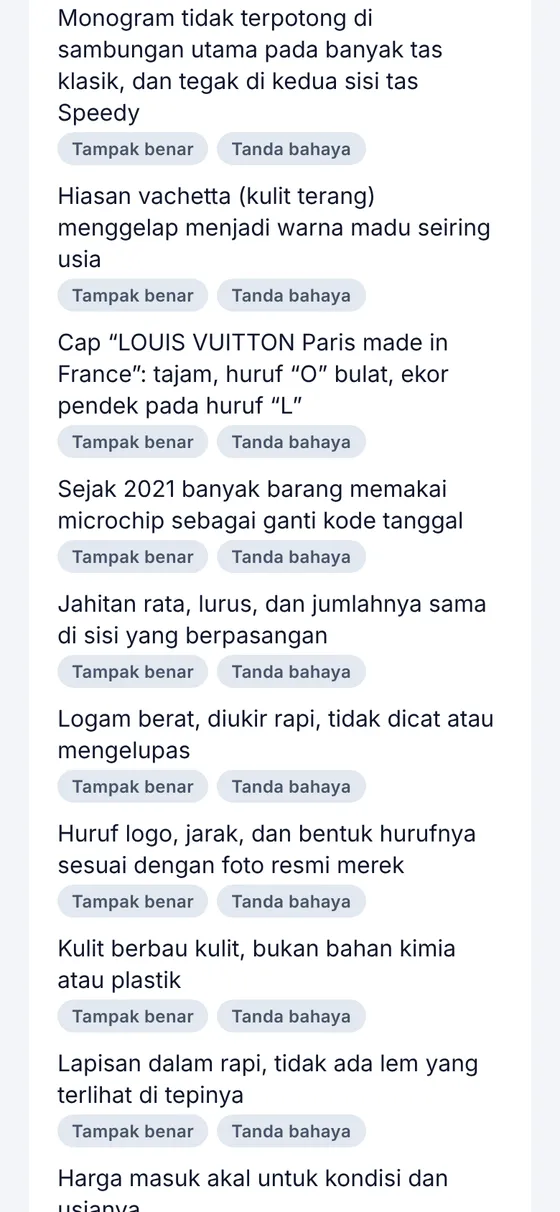 Monogram tidak terpotong di
sambungan utama pada banyak tas
klasik, dan tegak di kedua sisi tas
Speedy
Tampak benar Tanda bahaya
Hiasan vachetta (kulit terang)
menggelap menjadi warna madu seiring
usia
Tampak benar Tanda bahaya
Cap “LOUIS VUITTON Paris made in
France”: tajam, huruf “O” bulat, ekor
pendek pada huruf “L”
Tampak benar Tanda bahaya
Sejak 2021 banyak barang memakai
microchip sebagai ganti kode tanggal
Tampak benar Tanda bahaya
Jahitan rata, lurus, dan jumlahnya sama
di sisi yang berpasangan
Tampak benar Tanda bahaya
Logam berat, diukir rapi, tidak dicat atau
mengelupas
Tampak benar Tanda bahaya
Huruf logo, jarak, dan bentuk hurufnya
sesuai dengan foto resmi merek
Tampak benar Tanda bahaya
Kulit berbau kulit, bukan bahan kimia
atau plastik
Tampak benar Tanda bahaya
Lapisan dalam rapi, tidak ada lem yang
terlihat di tepinya
Tampak benar Tanda bahaya
Harga masuk akal untuk kondisi dan
usianya